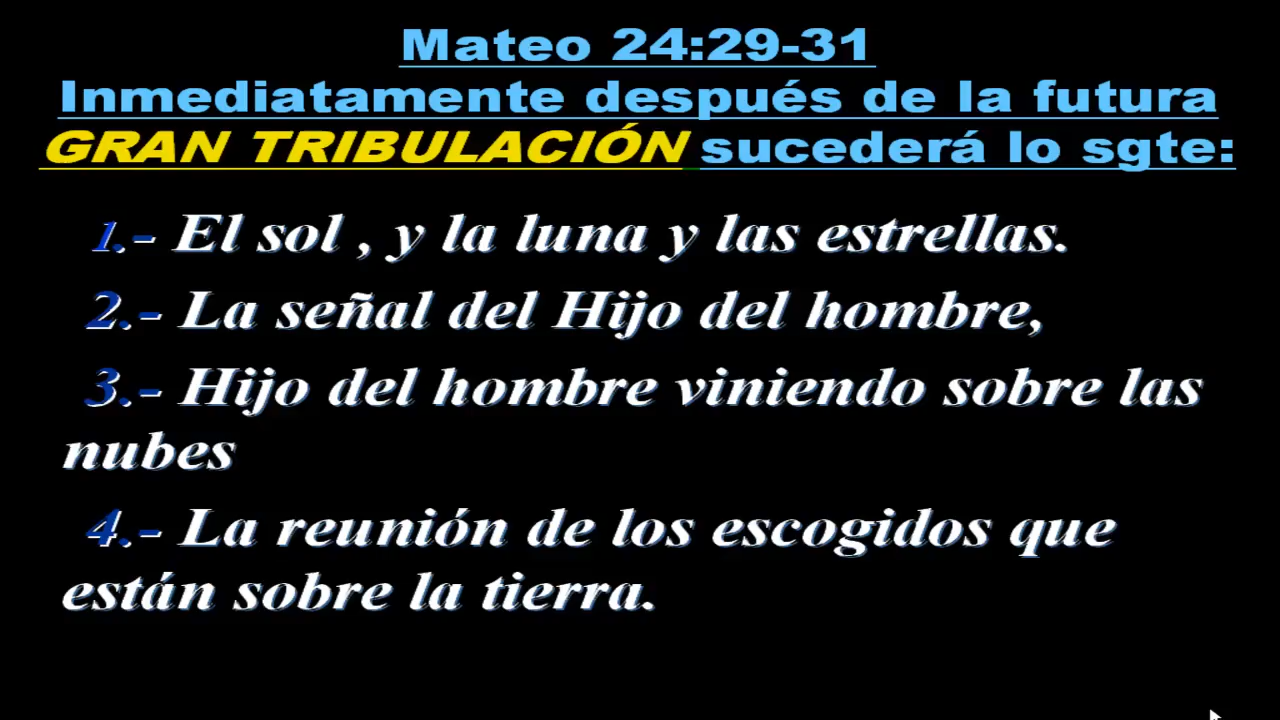 Mateo 24:29-31
Inmediatamente después de la futura
GRAN TRIBULACIÓN sucederá lo sgte:
1.- El sol , y la luna y las estrellas.
2.- La señal del Hijo del hombre,
3.- Hijo del hombre viniendo sobre las
nubes
4.- La reunión de los escogidos que
están sobre la tierra.